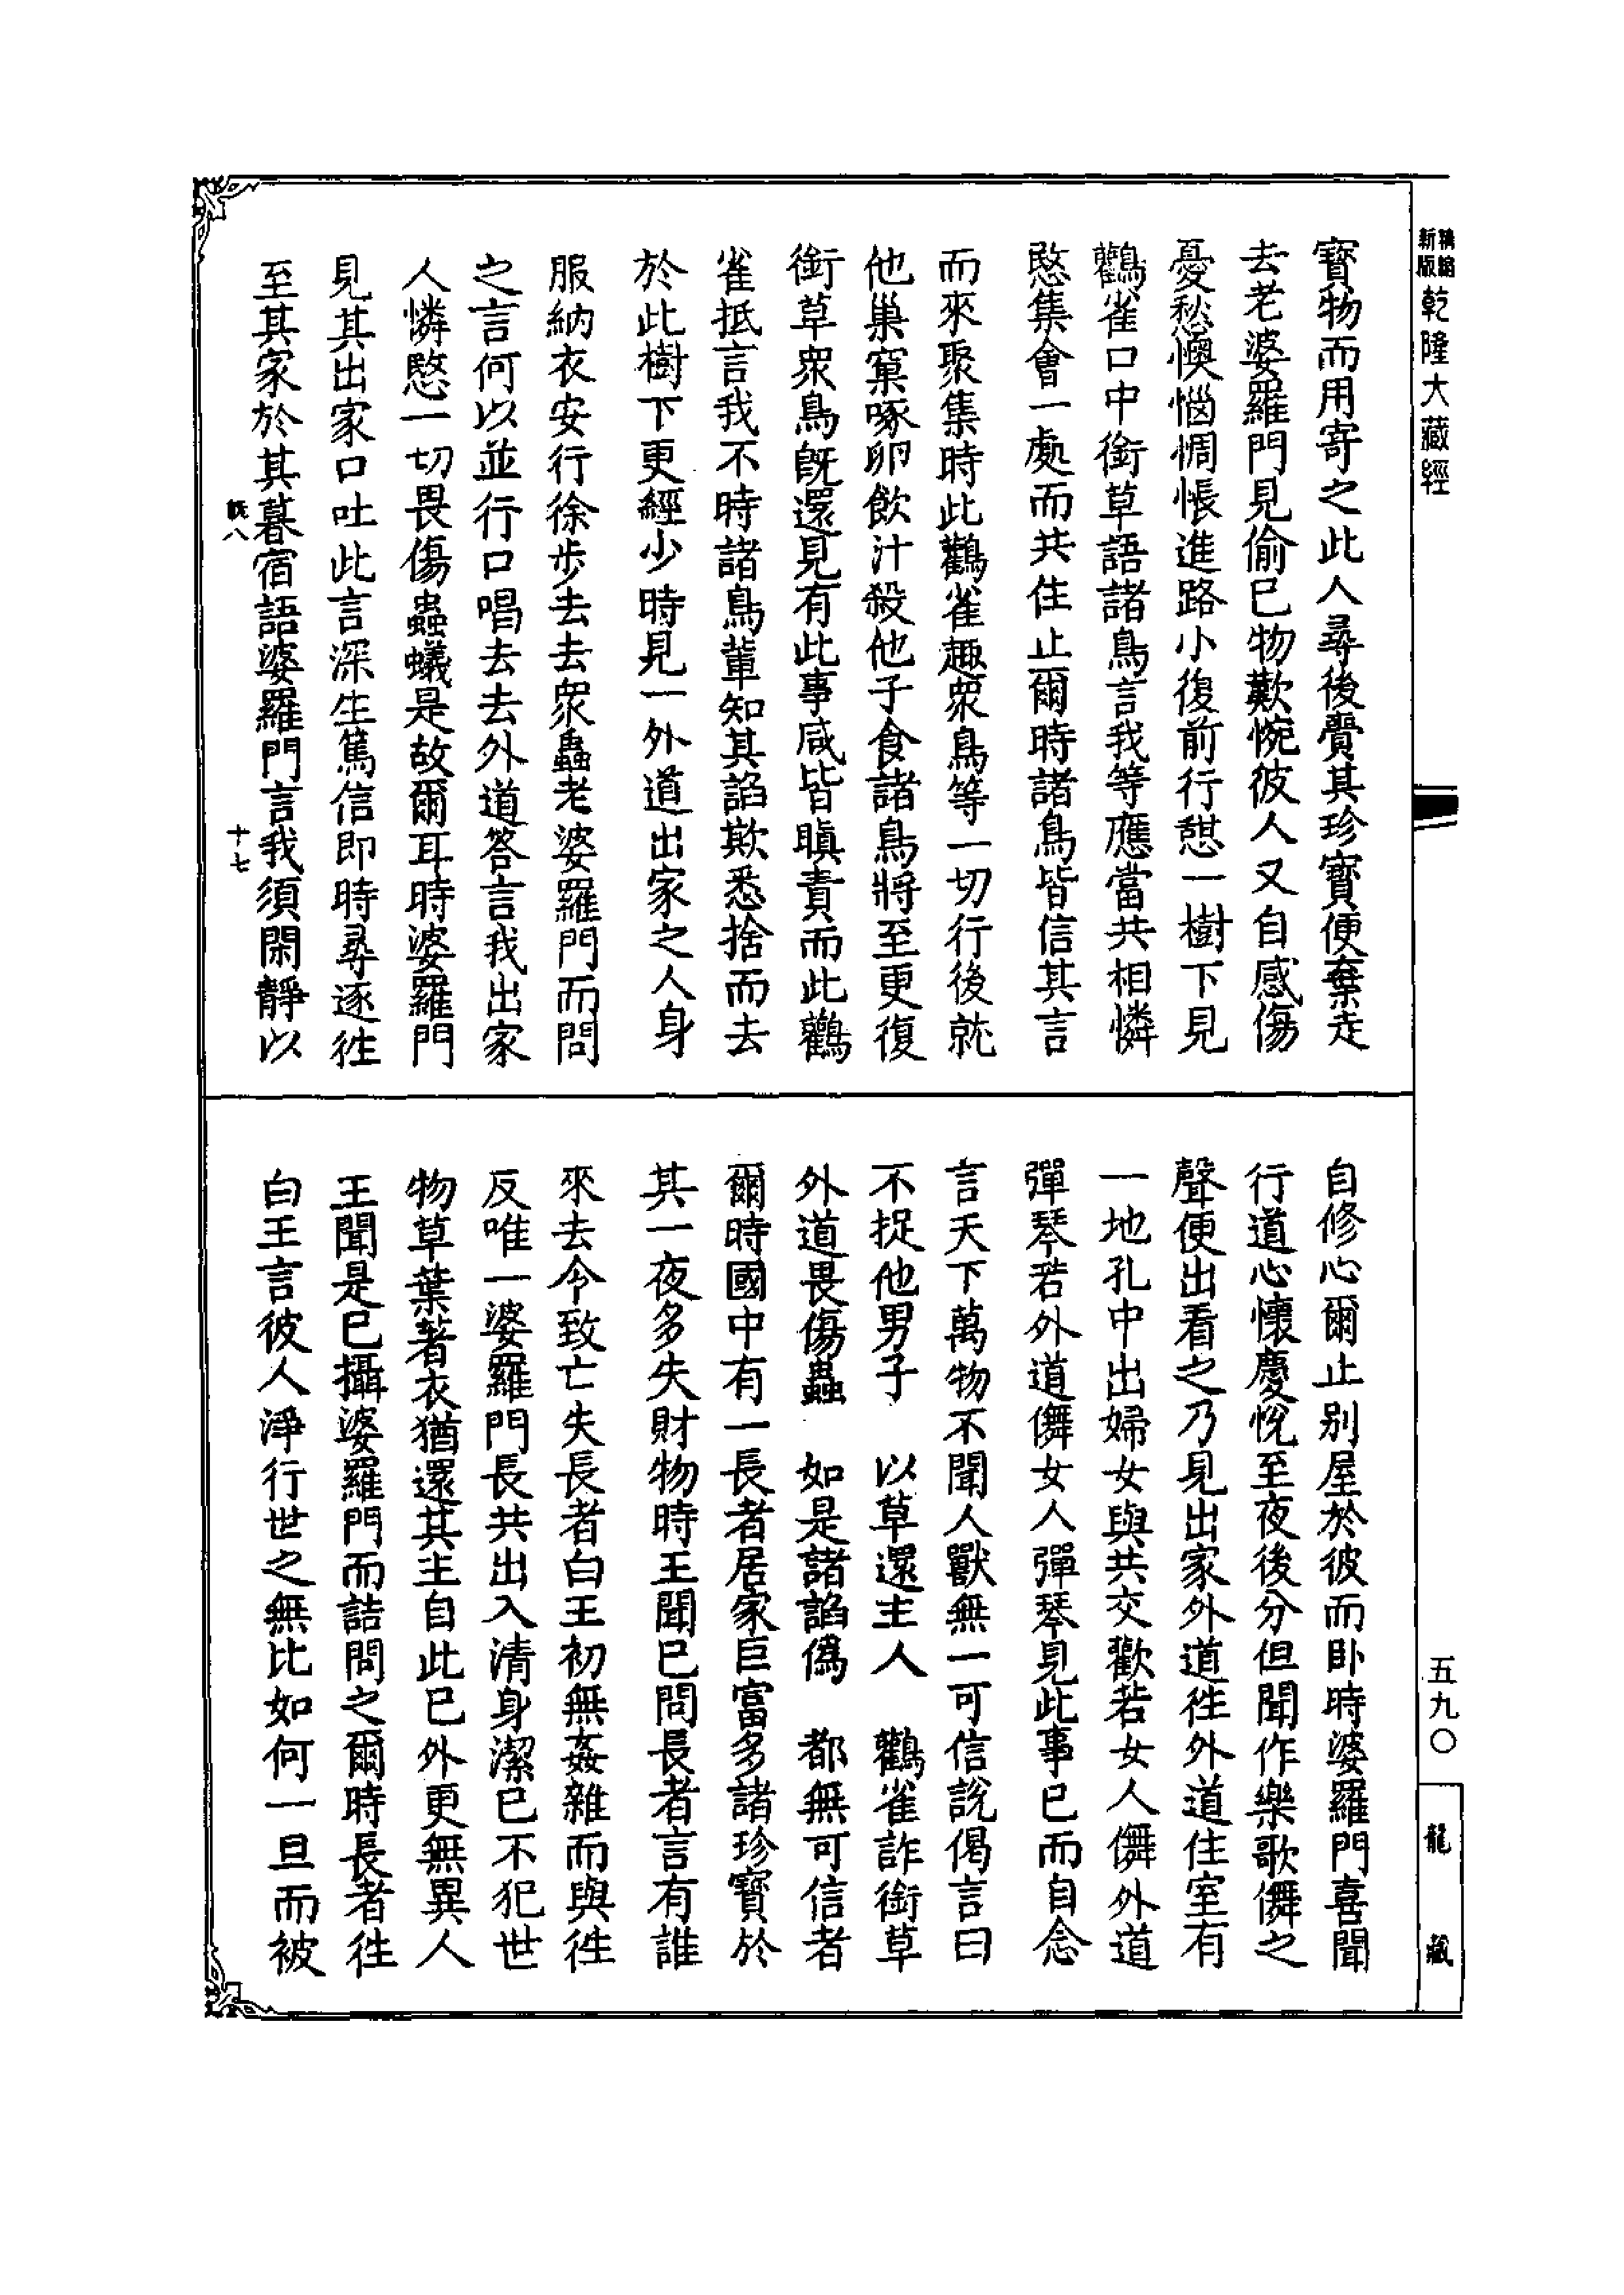 精縮
新版
乾隆大藏經
寶物而用寄之此人尋後賷其珍寶便棄走
去老婆羅門見偷已物歎惋彼人又自感傷
憂愁懊惱惆悵進路小復前行憇一樹下見
鸛雀口中銜草語諸鳥言我等應當共相憐
愍集會一處而共住止爾時諸鳥皆信其言
而來聚集時此鸛雀趣衆鳥等一切行後就
他巢窠啄卵飲汁殺他子食諸鳥將至更復
銜草衆鳥旣還見有此事咸皆瞋責而此鸛
雀抵言我不時諸鳥輩知其諂欺悉捨而去
於此樹下更經少時見一外道出家之人身
服納衣安行徐步去去衆蟲老婆羅門而問
之言何以並行口唱去去外道答言我出家
人憐愍一切畏傷蟲蟻是故爾耳時婆羅門
見其出家口吐此言深生篤信即時尋逐徃
至其家於其暮宿語婆羅門言我須閑靜以
旣八
十七
自修心爾止别屋於彼而卧時婆羅門喜聞
行道心懷慶悅至夜後分但聞作樂歌儛之
聲便出看之乃見出家外道徃外道住室有
一地孔中出婦女與共交歡若女人儛外道
彈琴若外道儛女人彈琴見此事已而自念
言天下萬物不聞人獸無一可信說偈言曰
不捉他男子　以草還主人　鸛雀詐銜草
外道畏傷蟲　如是諸諂僞　都無可信者
爾時國中有一長者居家巨富多諸珍寶於
其一夜多失財物時王聞已問長者言有誰
來去今致亡失長者白王初無姦雜而與徃
反唯一婆羅門長共出入清身潔已不犯世
物草葉著衣猶還其主自此已外更無異人
王聞是已攝婆羅門而詰問之爾時長者徃
白王言彼人淨行世之無比如何一旦而被
五九〇
龍藏